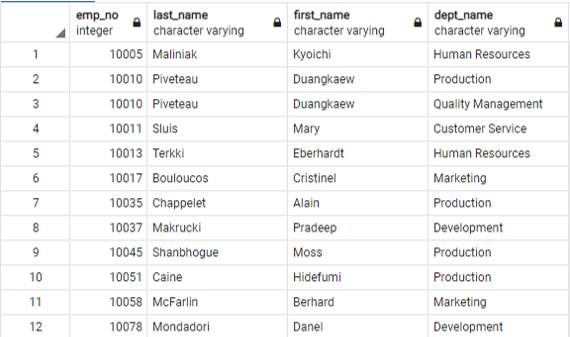 emp_no last_name first_name dept_name
integer character varying character varying character varying
1 10005 Maliniak Kyoichi Human Resources
2 10010 Piveteau Duangkaew Production
3 10010 Piveteau Duangkaew Quality Management
4 10011 Sluis Mary Customer Service
5 10013 Terkki Eberhardt Human Resources
6 10017 Bouloucos Cristinel Marketing
7 10035 Chappelet Alain Production
8 10037 Makrucki Pradeep Development
9 10045 Shanbhogue Moss Production
10 10051 Caine Hidefumi Production
11 10058 McFarlin Berhard Marketing
12 10078 Mondadori Danel Development